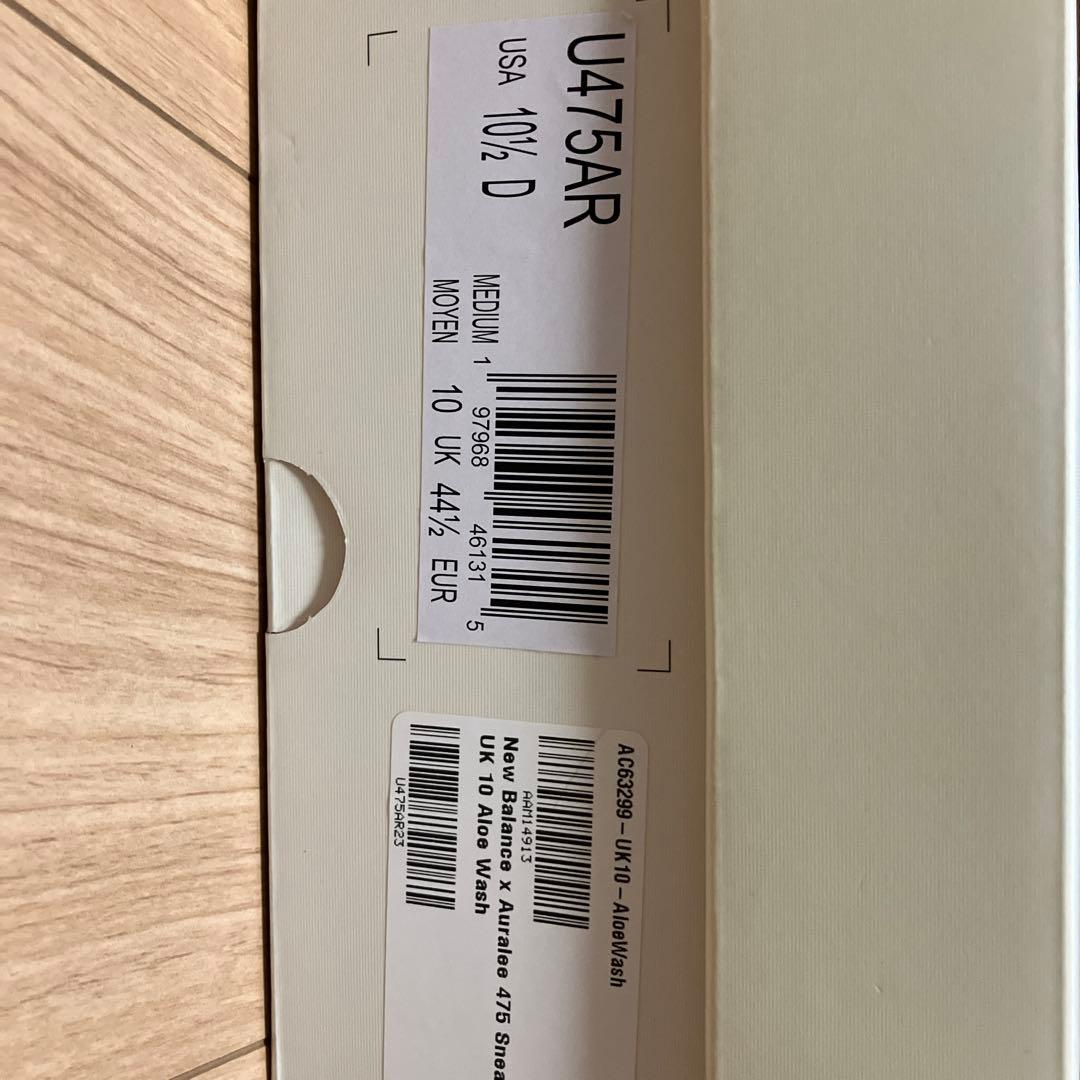 U475AR
USA 10½ D
MEDIUM 1 97968 46131 5
MOYEN 10 UK 44½ EUR
AC63299-UK10-AloeWash
AAM14913
New Balance x Auralee 475 Snea
UK 10 Aloe Wash
U475AR23